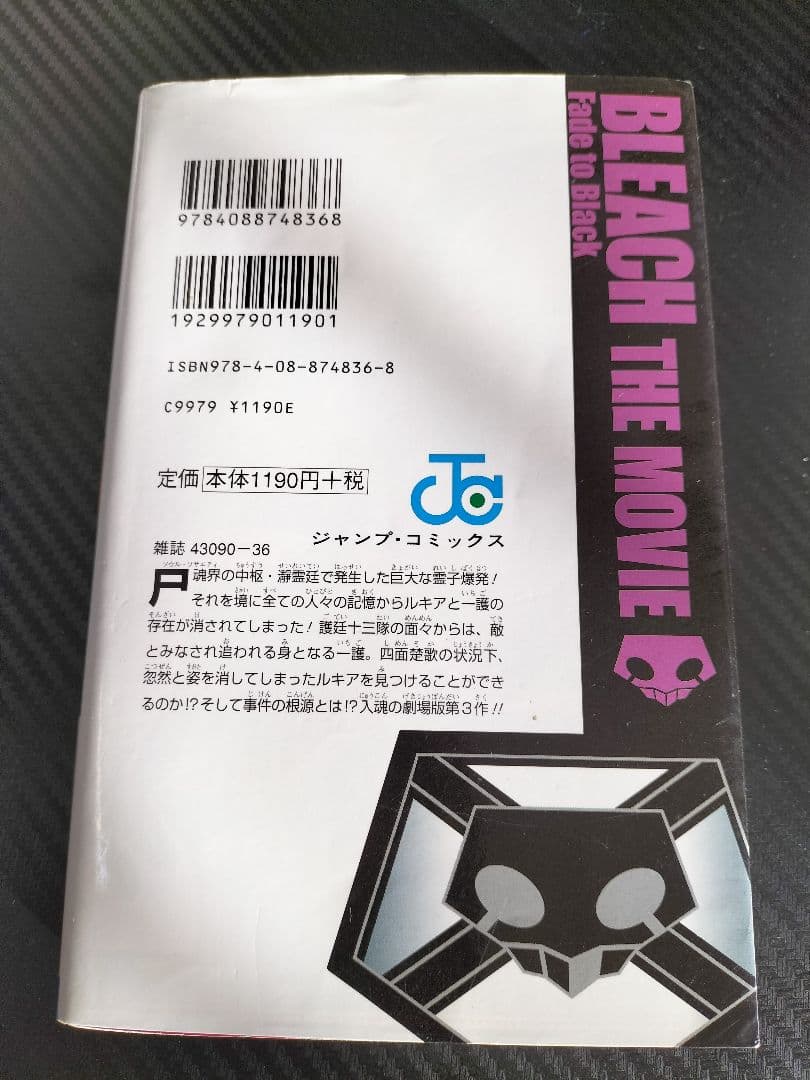 9784088748368
1929979011901
ISBN978-4-08-874836-8
C9979 ¥1190E
定価 本体1190円+税
ジャンプ・コミックス
雑誌 43090-36
尸魂界の中枢・瀞霊廷で発生した巨大な霊子爆発!
それを境に全ての人々の記憶からルキアと一護の
存在が消されてしまった!護廷十三隊の面々からは、敵
とみなされ追われる身となる一護。四面楚歌の状況下、
忽然と姿を消してしまったルキアを見つけることができ
るのか!?そして事件の根源とは!?入魂の劇場版第3作!!
BLEACH THE MOVIE
Fade to Black